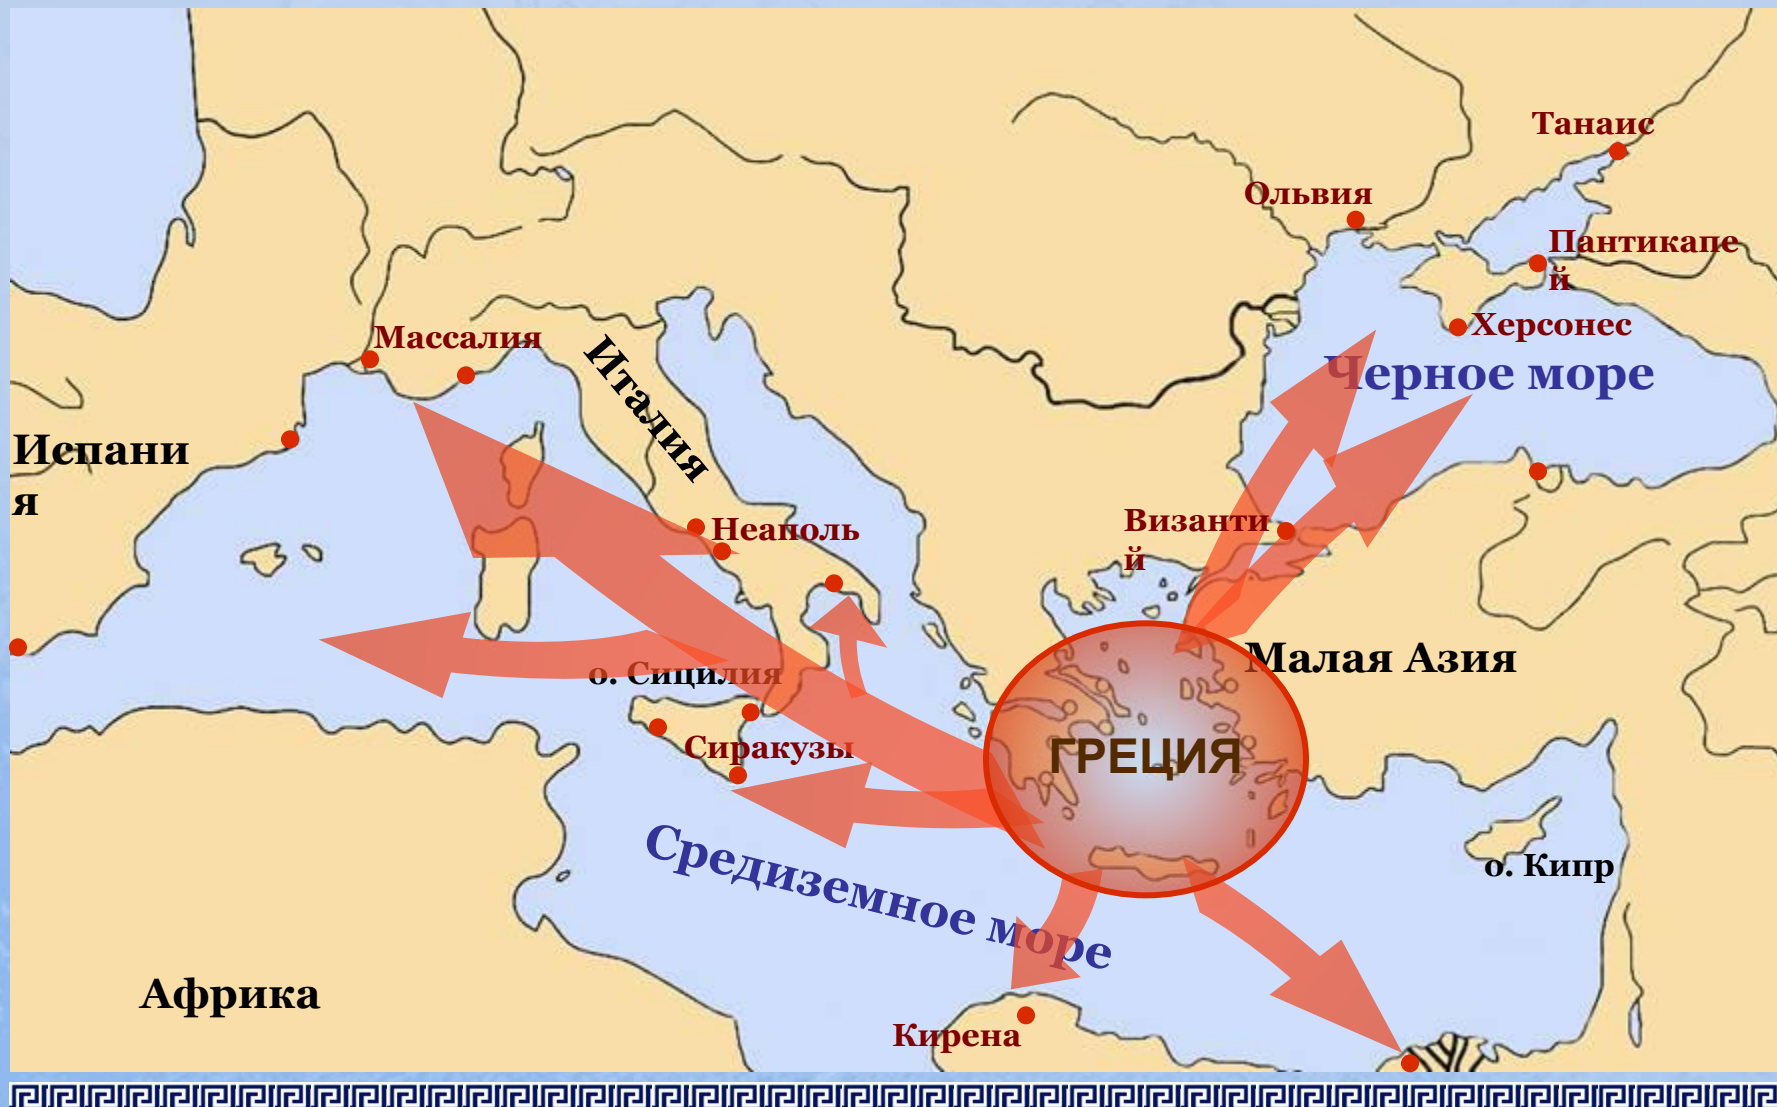 Танаис
Ольвия
Пантикапе
й
Херсонес
Черное море
Массалия
Италия
Испани
я
Неаполь
Византи
й
Малая Азия
о. Сицилия
Сиракузы
ГРЕЦИЯ
Средиземное море
о. Кипр
Африка
Кирена